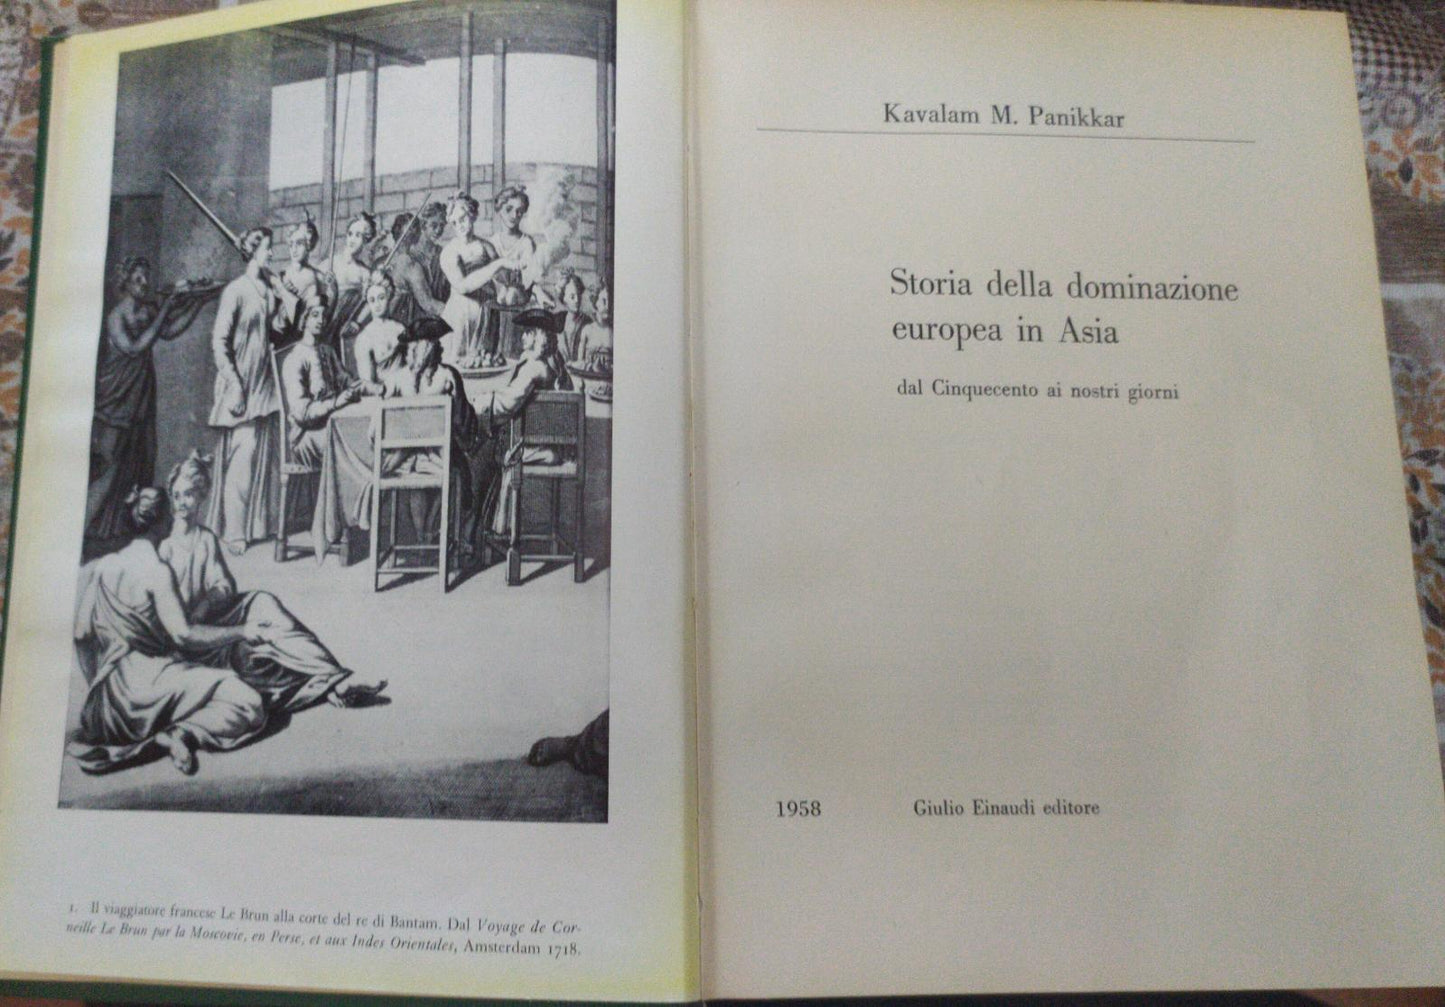 1. Il viaggiatore francese Le Brun alla corte del re di Bantam. Dal Voyage de Cor-
neille Le Brun par la Moscovie, en Perse, et aux Indes Orientales, Amsterdam 1718.
Kavalam M. Panikkar
Storia della dominazione
europea in Asia
dal Cinquecento ai nostri giorni
1958 Giulio Einaudi editore